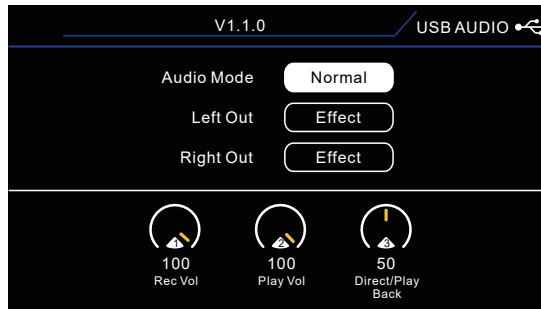 V1.1.0 USB AUDIO
Audio Mode Normal
Left Out Effect
Right Out Effect
1 2 3
100 100 50
Rec Vol Play Vol Direct/Play
Back